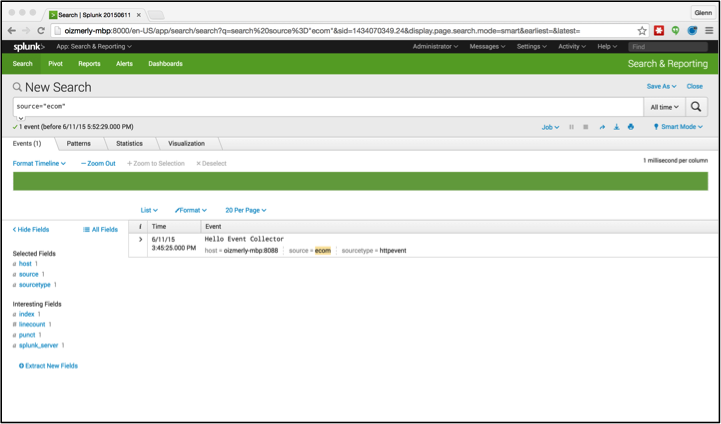 Search | Splunk 20150611 ×
Glenn
oizmerly-mbp:8000/en-US/app/search/search?q=search%20source%3D"ecom"&sid=1434070349.24&display.page.search.mode=smart&earliest=&latest=
splunk> App: Search & Reporting Administrator Messages Settings Activity Help Find
Search Pivot Reports Alerts Dashboards Search & Reporting
New Search Save As Close
source="ecom" All time
✓ 1 event (before 6/11/15 5:52:29.000 PM) Job Smart Mode
Events (1) Patterns Statistics Visualization
Format Timeline – Zoom Out + Zoom to Selection × Deselect 1 millisecond per column
List Format 20 Per Page
< Hide Fields All Fields i Time Event
> 6/11/15 Hello Event Collector
3:45:25.000 PM host = oizmerly-mbp:8088 source = ecom sourcetype = httpevent
Selected Fields
a host 1
a source 1
a sourcetype 1
Interesting Fields
a index 1
# linecount 1
a punct 1
a splunk_server 1
Extract New Fields